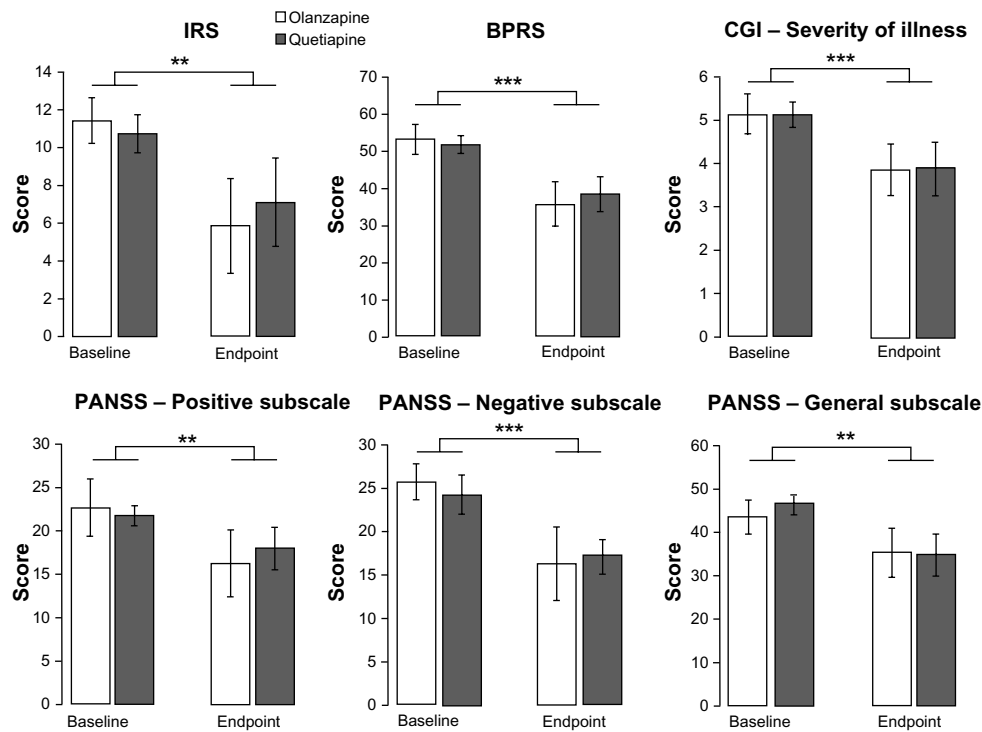 IRS
Olanzapine
Quetiapine
BPRS
CGI – Severity of illness
**
***
***
Score
14
12
10
8
6
4
2
0
Baseline
Endpoint
Score
70
60
50
40
30
20
10
0
Baseline
Endpoint
Score
6
5
4
3
2
1
0
Baseline
Endpoint
PANSS – Positive subscale
PANSS – Negative subscale
PANSS – General subscale
**
***
**
Score
30
25
20
15
10
5
0
Baseline
Endpoint
Score
30
25
20
15
10
5
0
Baseline
Endpoint
Score
60
50
40
30
20
10
0
Baseline
Endpoint